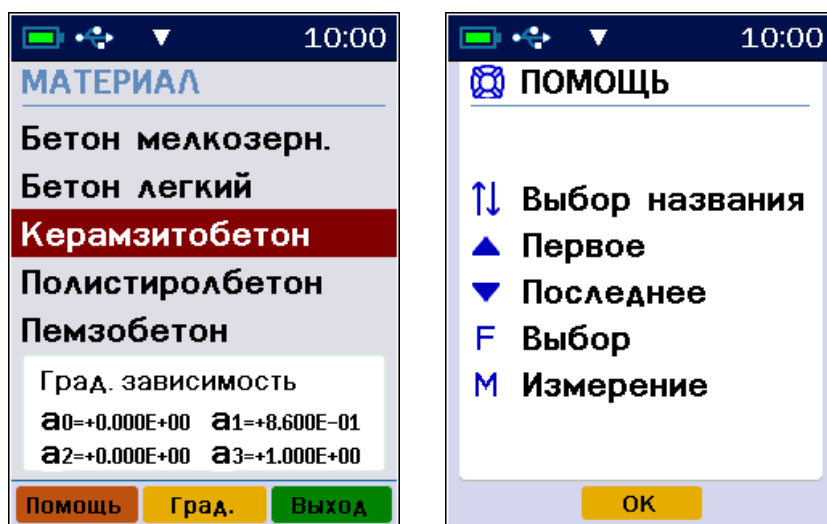 10:00
МАТЕРИАЛ
Бетон мелкозерн.
Бетон легкий
Керамзитобетон
Полистиролбетон
Пемзобетон
Град. зависимость
a0=+0.000E+00 a1=+8.600E-01
a2=+0.000E+00 a3=+1.000E+00
Помощь Град. Выход
10:00
ПОМОЩЬ
Выбор названия
Первое
Последнее
F Выбор
M Измерение
ОК